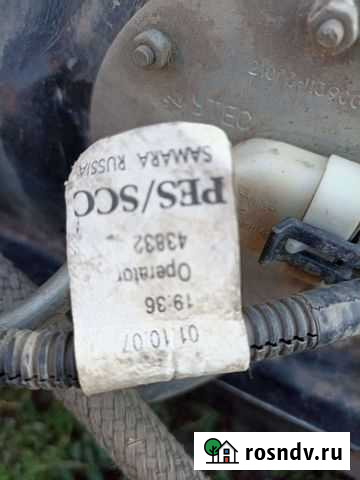 SAMARA RUSSIA
PES/SCC
43832
Operator
19:36
01.10.07
rosndv.ru